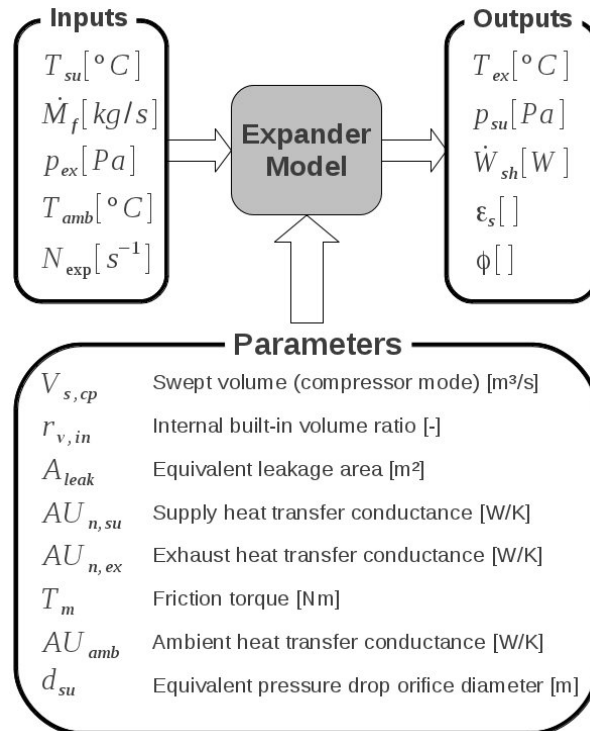 Inputs
T_su [°C]
Ṁ_f [kg/s]
p_ex [Pa]
T_amb [°C]
N_exp [s⁻¹]
Expander
Model
Outputs
T_ex [°C]
p_su [Pa]
Ẇ_sh [W]
ε_s [ ]
ϕ [ ]
Parameters
V_s,cp Swept volume (compressor mode) [m³/s]
r_v,in Internal built-in volume ratio [-]
A_leak Equivalent leakage area [m²]
AU_n,su Supply heat transfer conductance [W/K]
AU_n,ex Exhaust heat transfer conductance [W/K]
T_m Friction torque [Nm]
AU_amb Ambient heat transfer conductance [W/K]
d_su Equivalent pressure drop orifice diameter [m]